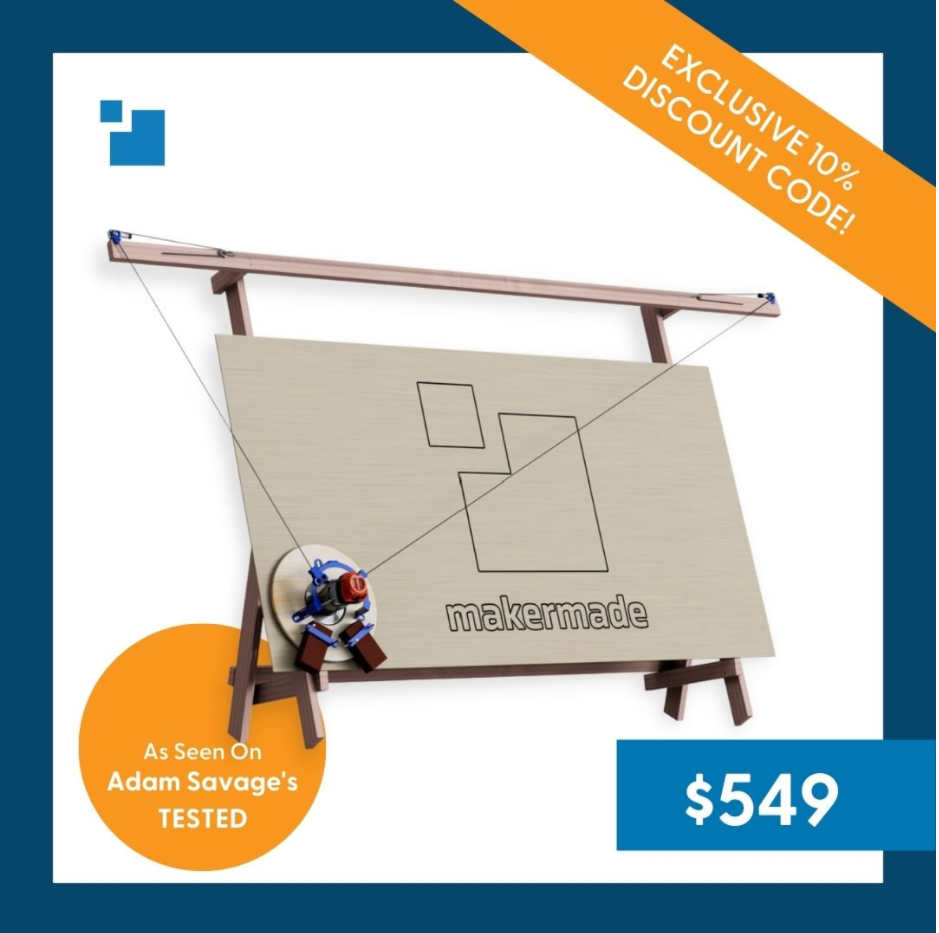 EXCLUSIVE 10%
DISCOUNT CODE!
makermade
As Seen On
Adam Savage's
TESTED
$549